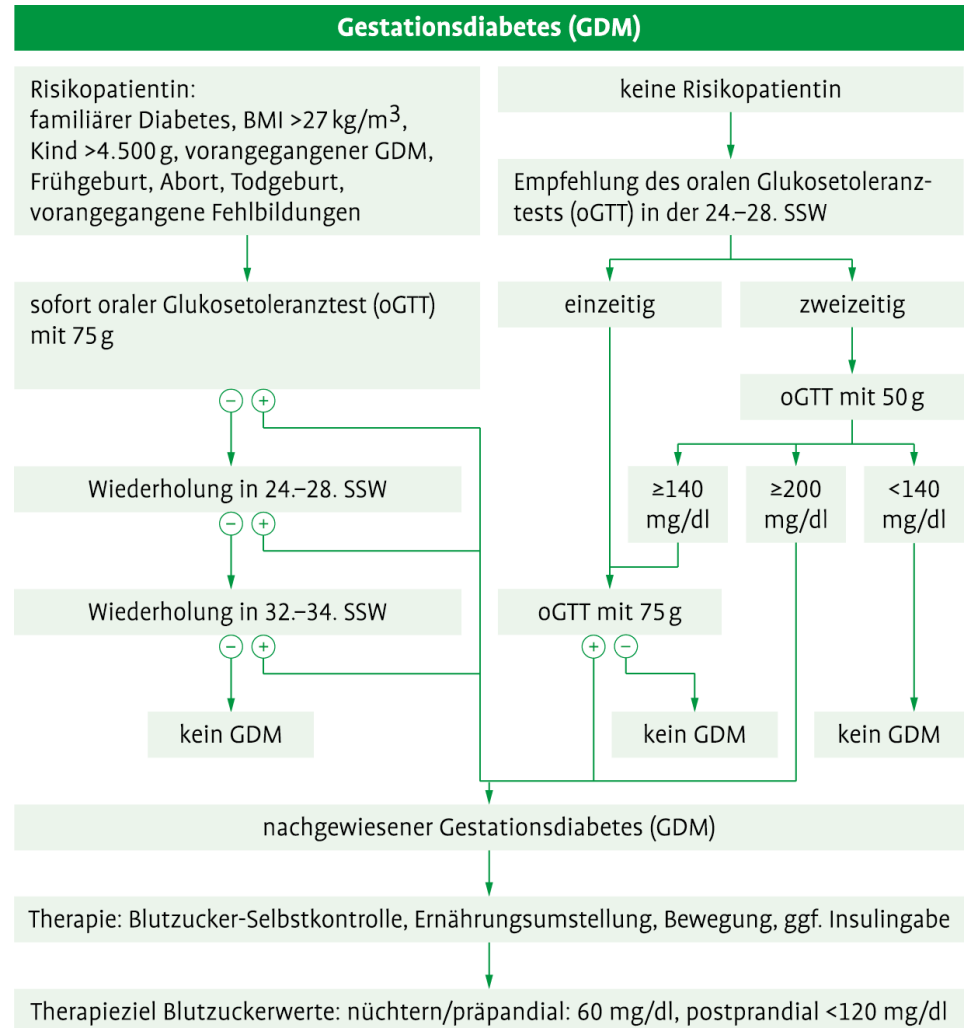 Gestationsdiabetes (GDM)
Risikopatientin:
familiärer Diabetes, BMI >27 kg/m³,
Kind >4.500 g, vorangegangener GDM,
Frühgeburt, Abort, Todgeburt,
vorangegangene Fehlbildungen
keine Risikopatientin
Empfehlung des oralen Glukosetoleranz-
tests (oGTT) in der 24.–28. SSW
sofort oraler Glukosetoleranztest (oGTT)
mit 75 g
einzeitig
zweizeitig
oGTT mit 50 g
− +
Wiederholung in 24.–28. SSW
≥140
mg/dl
≥200
mg/dl
<140
mg/dl
− +
Wiederholung in 32.–34. SSW
oGTT mit 75 g
− +
+ −
kein GDM
kein GDM
kein GDM
nachgewiesener Gestationsdiabetes (GDM)
Therapie: Blutzucker-Selbstkontrolle, Ernährungsumstellung, Bewegung, ggf. Insulingabe
Therapieziel Blutzuckerwerte: nüchtern/präpandial: 60 mg/dl, postprandial <120 mg/dl